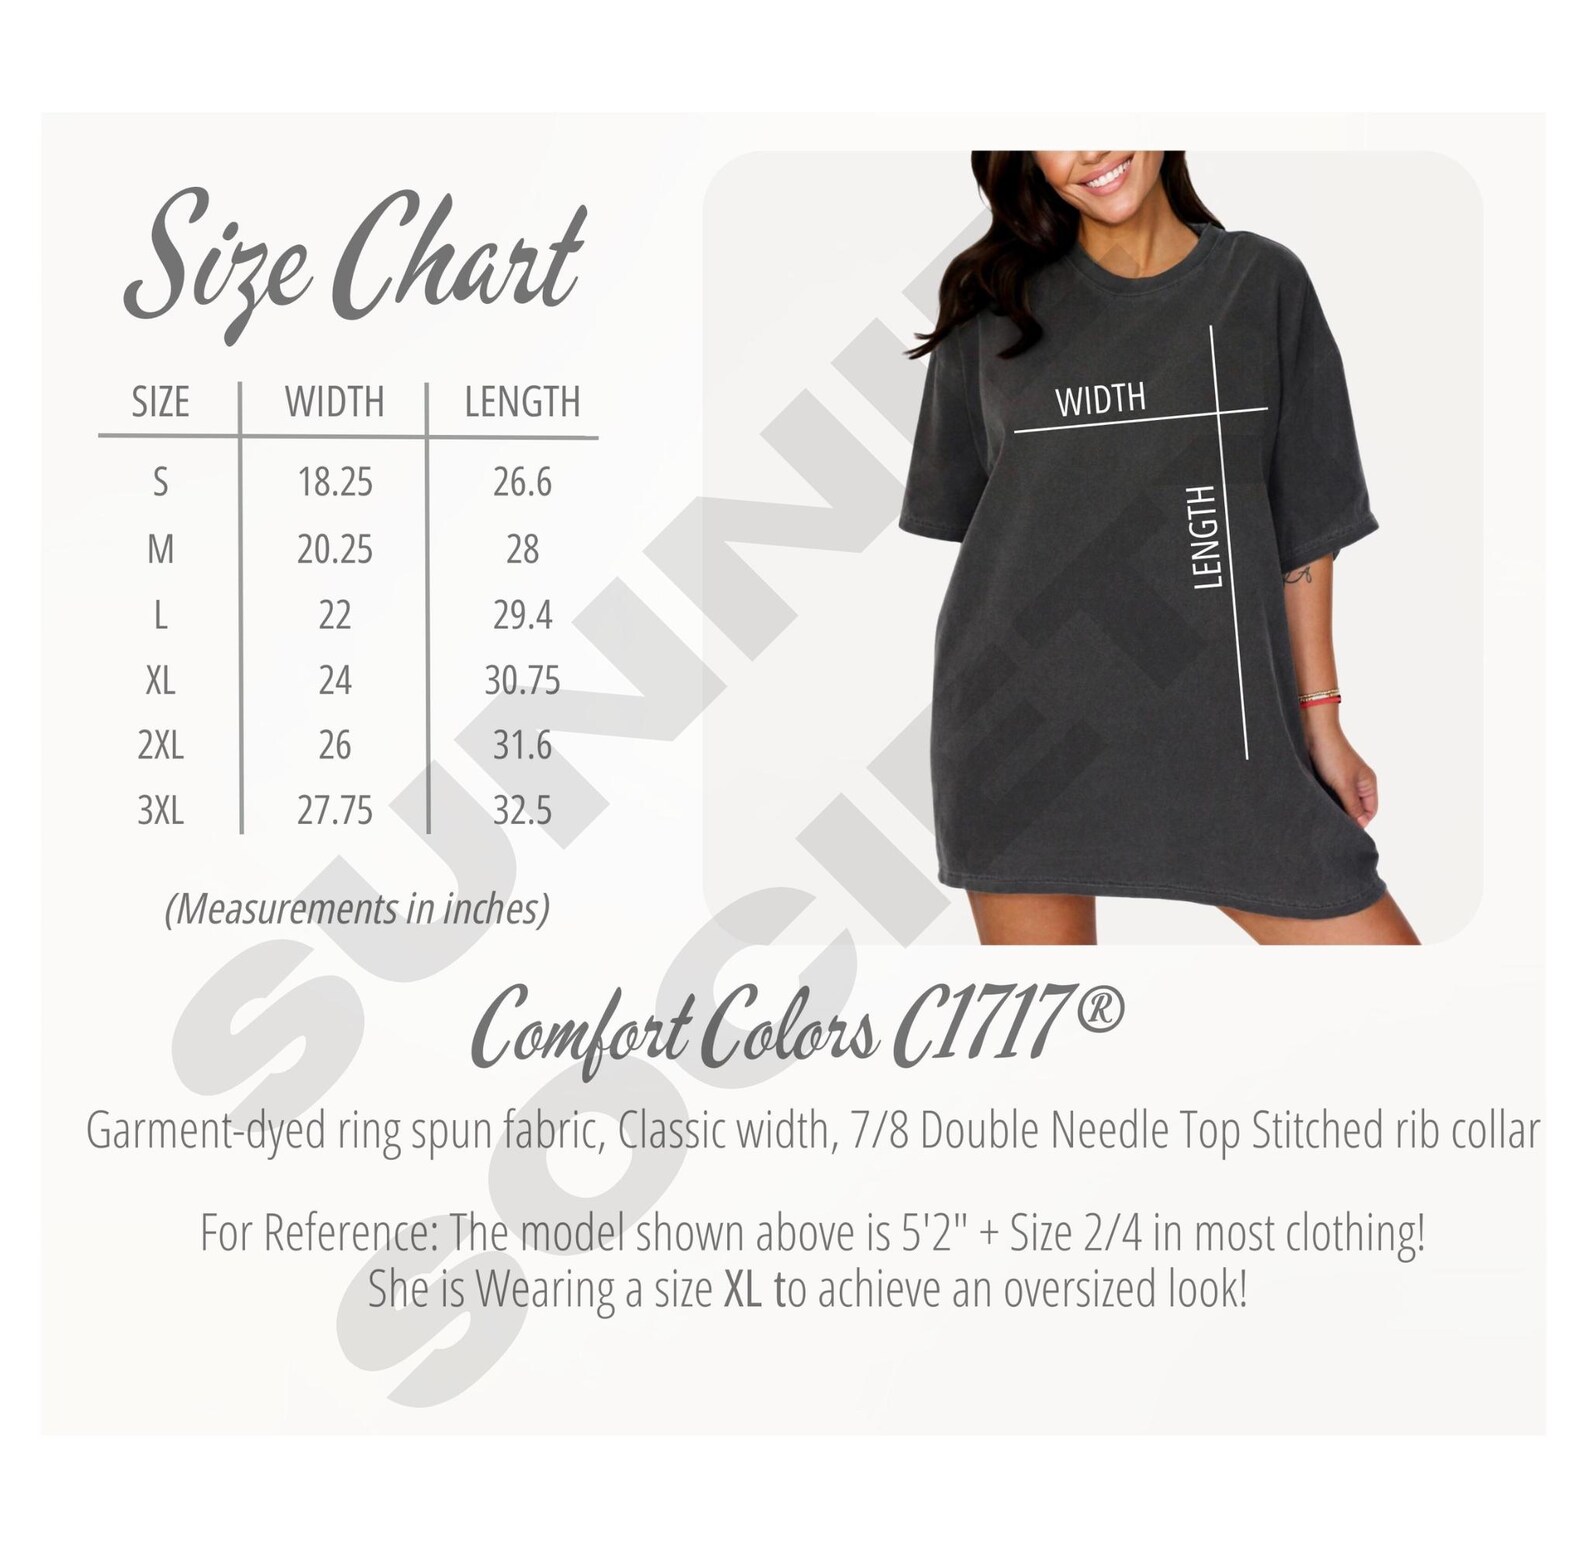 Size Chart
SIZE WIDTH LENGTH
S 18.25 26.6
M 20.25 28
L 22 29.4
XL 24 30.75
2XL 26 31.6
3XL 27.75 32.5
(Measurements in inches)
WIDTH
LENGTH
Comfort Colors C1717®
Garment-dyed ring spun fabric, Classic width, 7/8 Double Needle Top Stitched rib collar
For Reference: The model shown above is 5'2" + Size 2/4 in most clothing!
She is Wearing a size XL to achieve an oversized look!